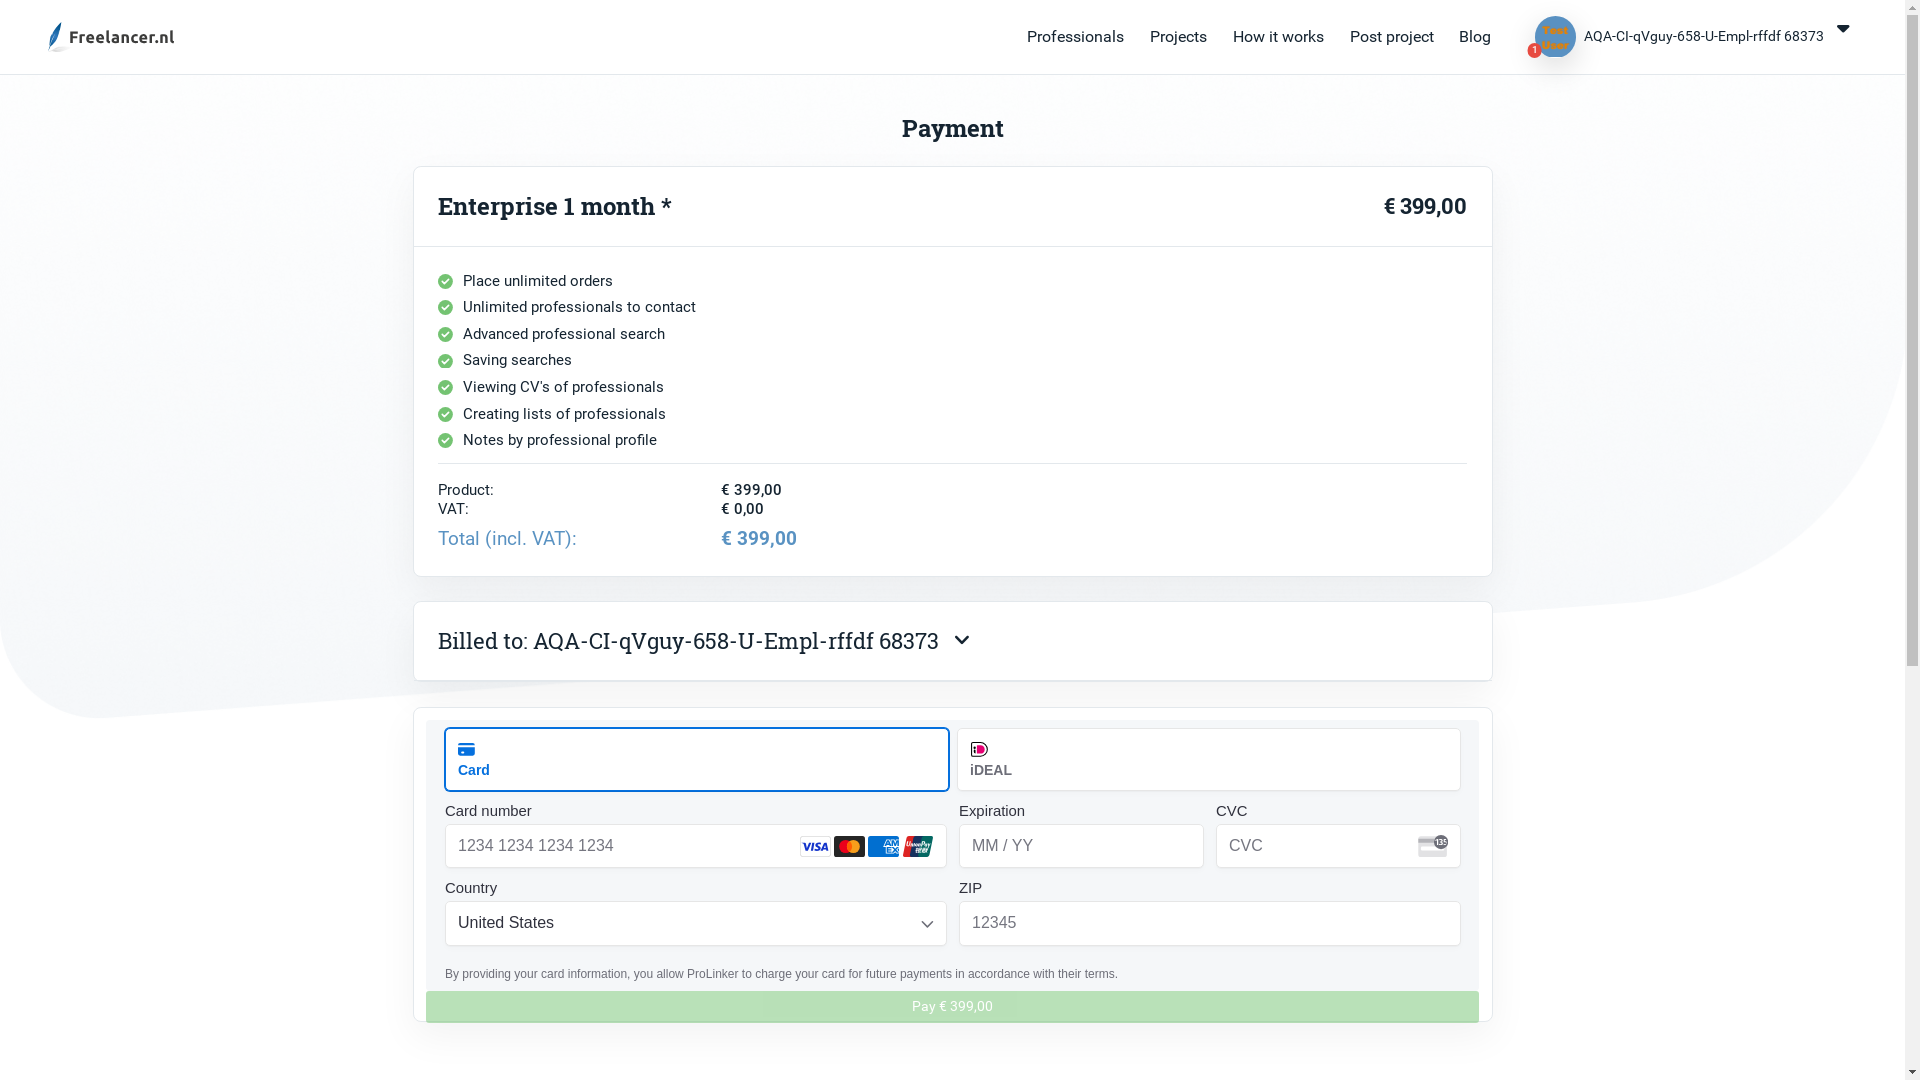 Freelancer.nl
Professionals
Projects
How it works
Post project
Blog
Test
User
1
AQA-CI-qVguy-658-U-Empl-rffdf 68373
Payment
Enterprise 1 month *
€ 399,00
Place unlimited orders
Unlimited professionals to contact
Advanced professional search
Saving searches
Viewing CV's of professionals
Creating lists of professionals
Notes by professional profile
Product: € 399,00
VAT: € 0,00
Total (incl. VAT): € 399,00
Billed to: AQA-CI-qVguy-658-U-Empl-rffdf 68373
Card
iDEAL
Card number
Expiration
CVC
1234 1234 1234 1234
VISA
AM
EX
UnionPay
MM / YY
CVC
135
Country
ZIP
United States
12345
By providing your card information, you allow ProLinker to charge your card for future payments in accordance with their terms.
Pay € 399,00